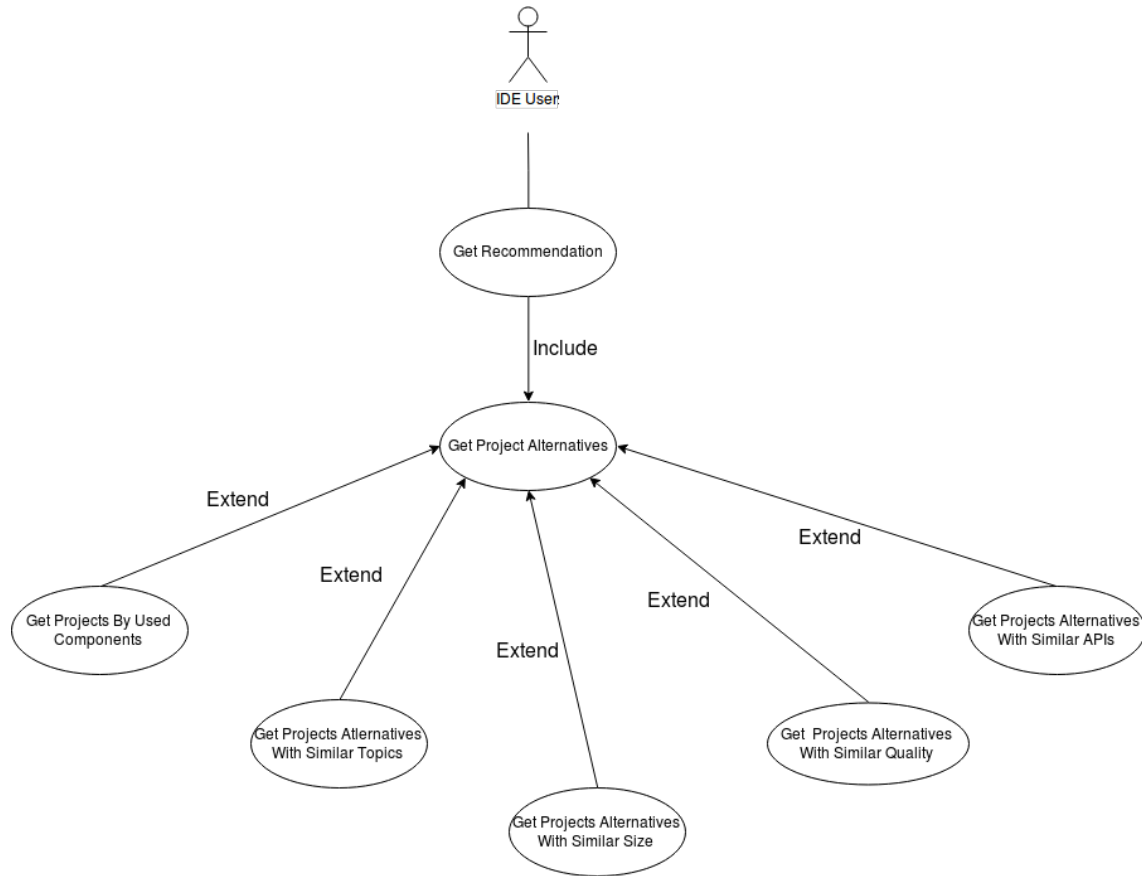 IDE User
Get Recommendation
Include
Get Project Alternatives
Extend
Extend
Extend
Extend
Extend
Get Projects By Used
Components
Get Projects Alternatives
With Similar APIs
Get Projects Atlernatives
With Similar Topics
Get  Projects Alternatives
With Similar Quality
Get Projects Alternatives
With Similar Size